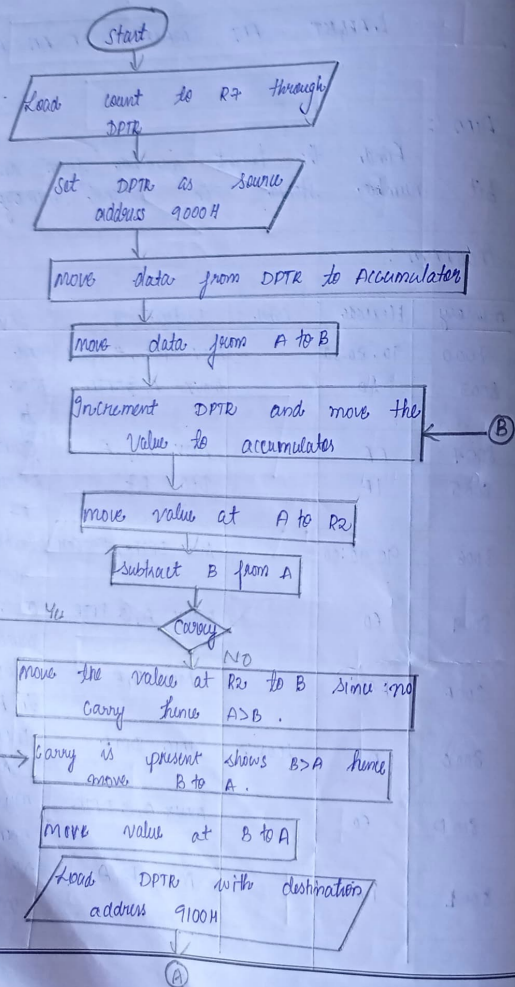 Start
Load count to R7 through
DPTR
Set DPTR as source
address 9000H
Move data from DPTR to Accumulator
Move data from A to B
Increment DPTR and move the
value to accumulator
B
move value at A to R2
Subtract B from A
Yes
Carry
NO
Move the value at R2 to B since no
carry hence A>B.
Carry is present shows B>A hence
move B to A.
Move value at B to A
Load DPTR with destination
address 9100H
A